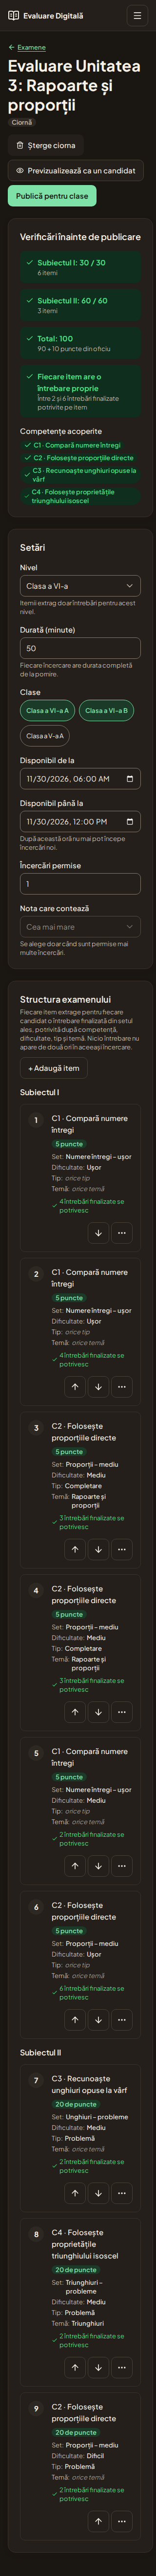 Evaluare Digitală
Examene
Evaluare Unitatea
3: Rapoarte și
proporții
Ciornă
Șterge ciorna
Previzualizează ca un candidat
Publică pentru clase
Verificări înainte de publicare
Subiectul I: 30 / 30
6 itemi
Subiectul II: 60 / 60
3 itemi
Total: 100
90 + 10 puncte din oficiu
Fiecare item are o
întrebare proprie
Între 2 și 6 întrebări finalizate
potrivite pe item
Competențe acoperite
C1 · Compară numere întregi
C2 · Folosește proporțiile directe
C3 · Recunoaște unghiuri opuse la
vârf
C4 · Folosește proprietățile
triunghiului isoscel
Setări
Nivel
Clasa a VI-a
Itemii extrag doar întrebări pentru acest
nivel.
Durată (minute)
50
Fiecare încercare are durata completă
de la pornire.
Clase
Clasa a VI-a A
Clasa a VI-a B
Clasa a V-a A
Disponibil de la
11/30/2026, 06:00 AM
Disponibil până la
11/30/2026, 12:00 PM
După această oră nu mai pot începe
încercări noi.
Încercări permise
1
Nota care contează
Cea mai mare
Se alege doar când sunt permise mai
multe încercări.
Structura examenului
Fiecare item extrage pentru fiecare
candidat o întrebare finalizată din setul
ales, potrivită după competență,
dificultate, tip și temă. Nicio întrebare nu
apare de două ori în aceeași încercare.
+ Adaugă item
Subiectul I
1
C1 · Compară numere
întregi
5 puncte
Set: Numere întregi – ușor
Dificultate: Ușor
Tip: orice tip
Temă: orice temă
4 întrebări finalizate se
potrivesc
2
C1 · Compară numere
întregi
5 puncte
Set: Numere întregi – ușor
Dificultate: Ușor
Tip: orice tip
Temă: orice temă
4 întrebări finalizate se
potrivesc
3
C2 · Folosește
proporțiile directe
5 puncte
Set: Proporții – mediu
Dificultate: Mediu
Tip: Completare
Temă: Rapoarte și
proporții
3 întrebări finalizate se
potrivesc
4
C2 · Folosește
proporțiile directe
5 puncte
Set: Proporții – mediu
Dificultate: Mediu
Tip: Completare
Temă: Rapoarte și
proporții
3 întrebări finalizate se
potrivesc
5
C1 · Compară numere
întregi
5 puncte
Set: Numere întregi – ușor
Dificultate: Mediu
Tip: orice tip
Temă: orice temă
2 întrebări finalizate se
potrivesc
6
C2 · Folosește
proporțiile directe
5 puncte
Set: Proporții – mediu
Dificultate: Ușor
Tip: orice tip
Temă: orice temă
6 întrebări finalizate se
potrivesc
Subiectul II
7
C3 · Recunoaște
unghiuri opuse la vârf
20 de puncte
Set: Unghiuri – probleme
Dificultate: Mediu
Tip: Problemă
Temă: orice temă
2 întrebări finalizate se
potrivesc
8
C4 · Folosește
proprietățile
triunghiului isoscel
20 de puncte
Set: Triunghiuri –
probleme
Dificultate: Mediu
Tip: Problemă
Temă: Triunghiuri
2 întrebări finalizate se
potrivesc
9
C2 · Folosește
proporțiile directe
20 de puncte
Set: Proporții – mediu
Dificultate: Dificil
Tip: Problemă
Temă: orice temă
2 întrebări finalizate se
potrivesc